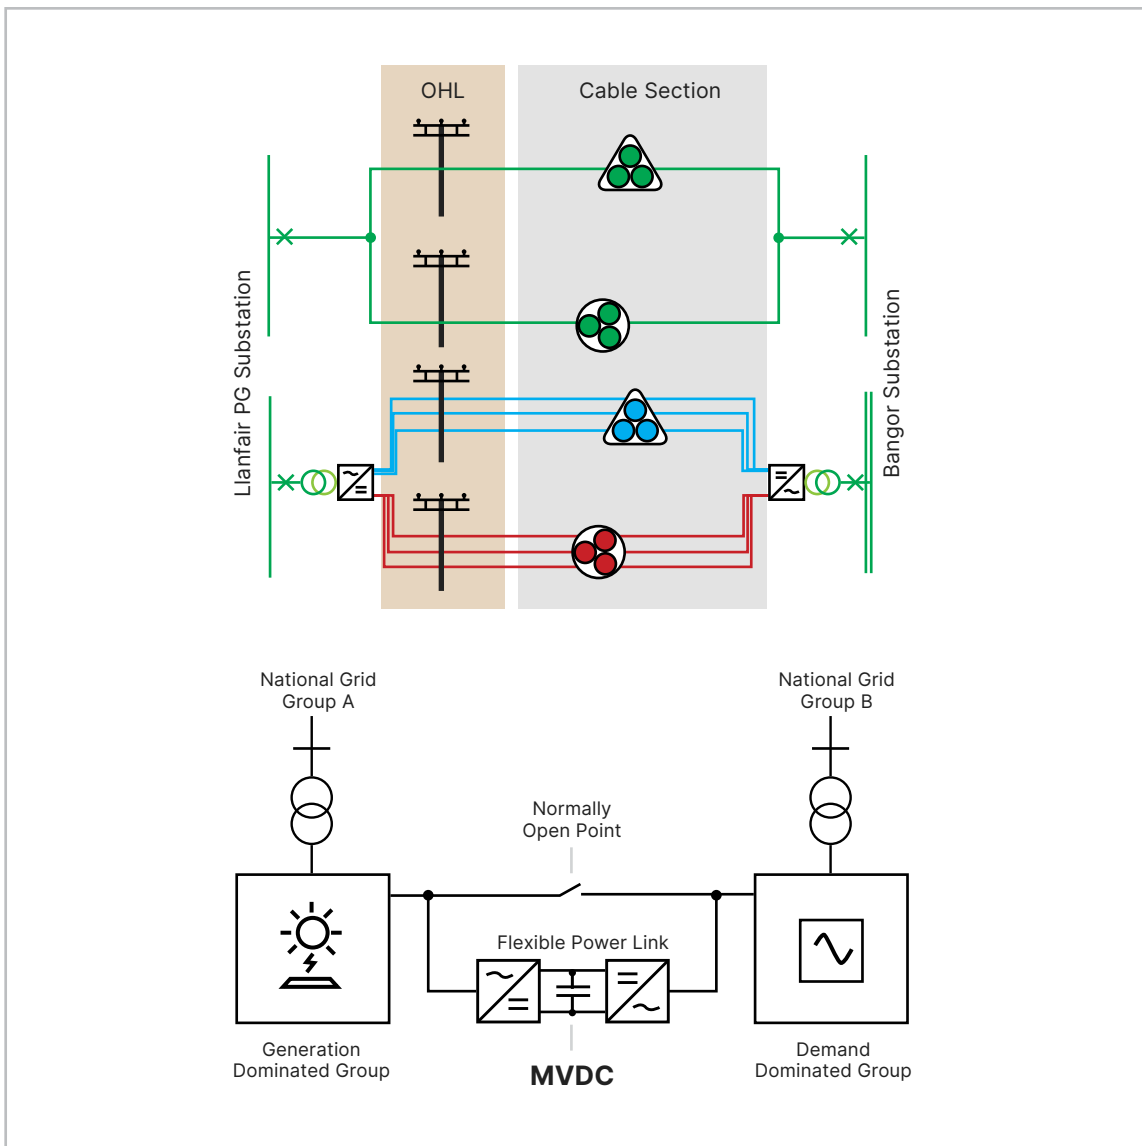 OHL
Cable Section
Llanfair PG Substation
Bangor Substation
National Grid
Group A
National Grid
Group B
Normally
Open Point
Flexible Power Link
Generation
Dominated Group
MVDC
Demand
Dominated Group